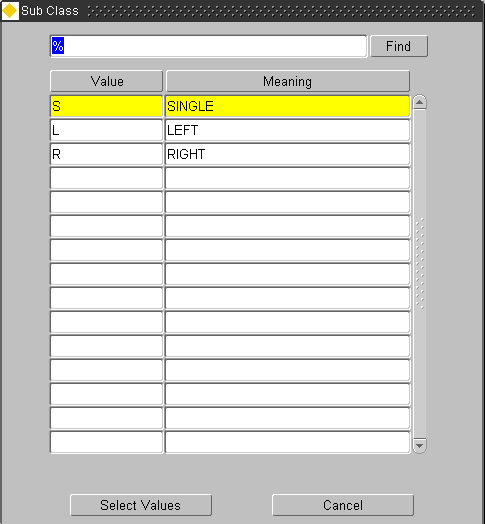 Sub Class
%
Find
Value Meaning
S SINGLE
L LEFT
R RIGHT
Select Values Cancel